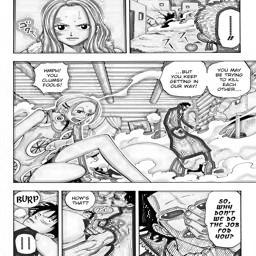 YOU MAY
BE TRYING
TO KILL
EACH
OTHER...
...BUT YOU
KEEP GETTING
IN OUR WAY!
HMPH!
YOU
CLUMSY
FOOLS!
SO,
WHY
DON'T
WE DO
THE JOB
FOR
YOU?
HOW'S
THAT?
BURP
!!